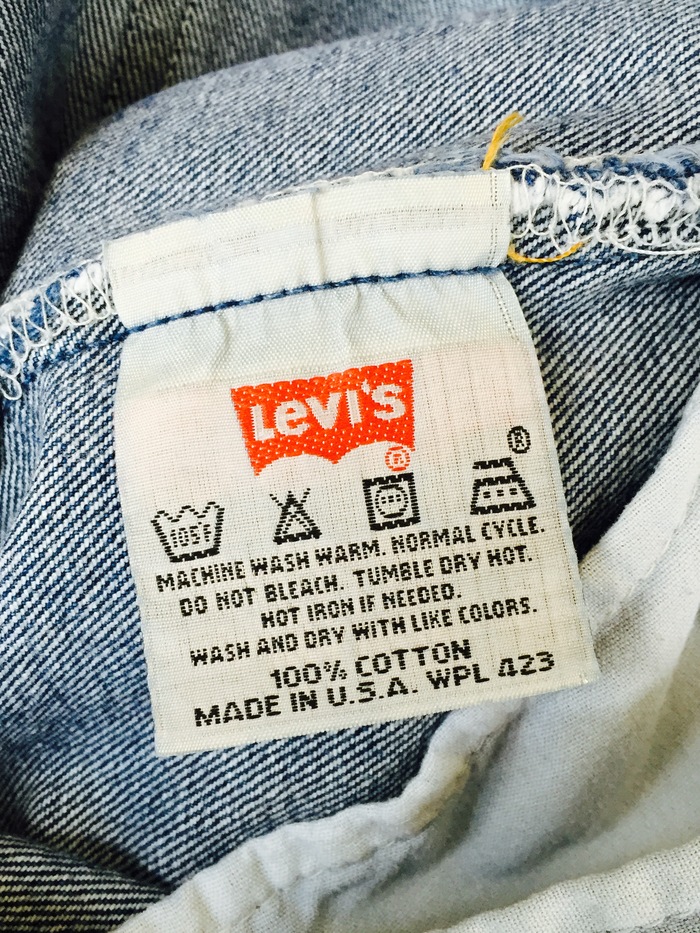 Levi's
®
®
105F
MACHINE WASH WARM. NORMAL CYCLE.
DO NOT BLEACH. TUMBLE DRY HOT.
HOT IRON IF NEEDED.
WASH AND DRY WITH LIKE COLORS.
100% COTTON
MADE IN U.S.A. WPL 423